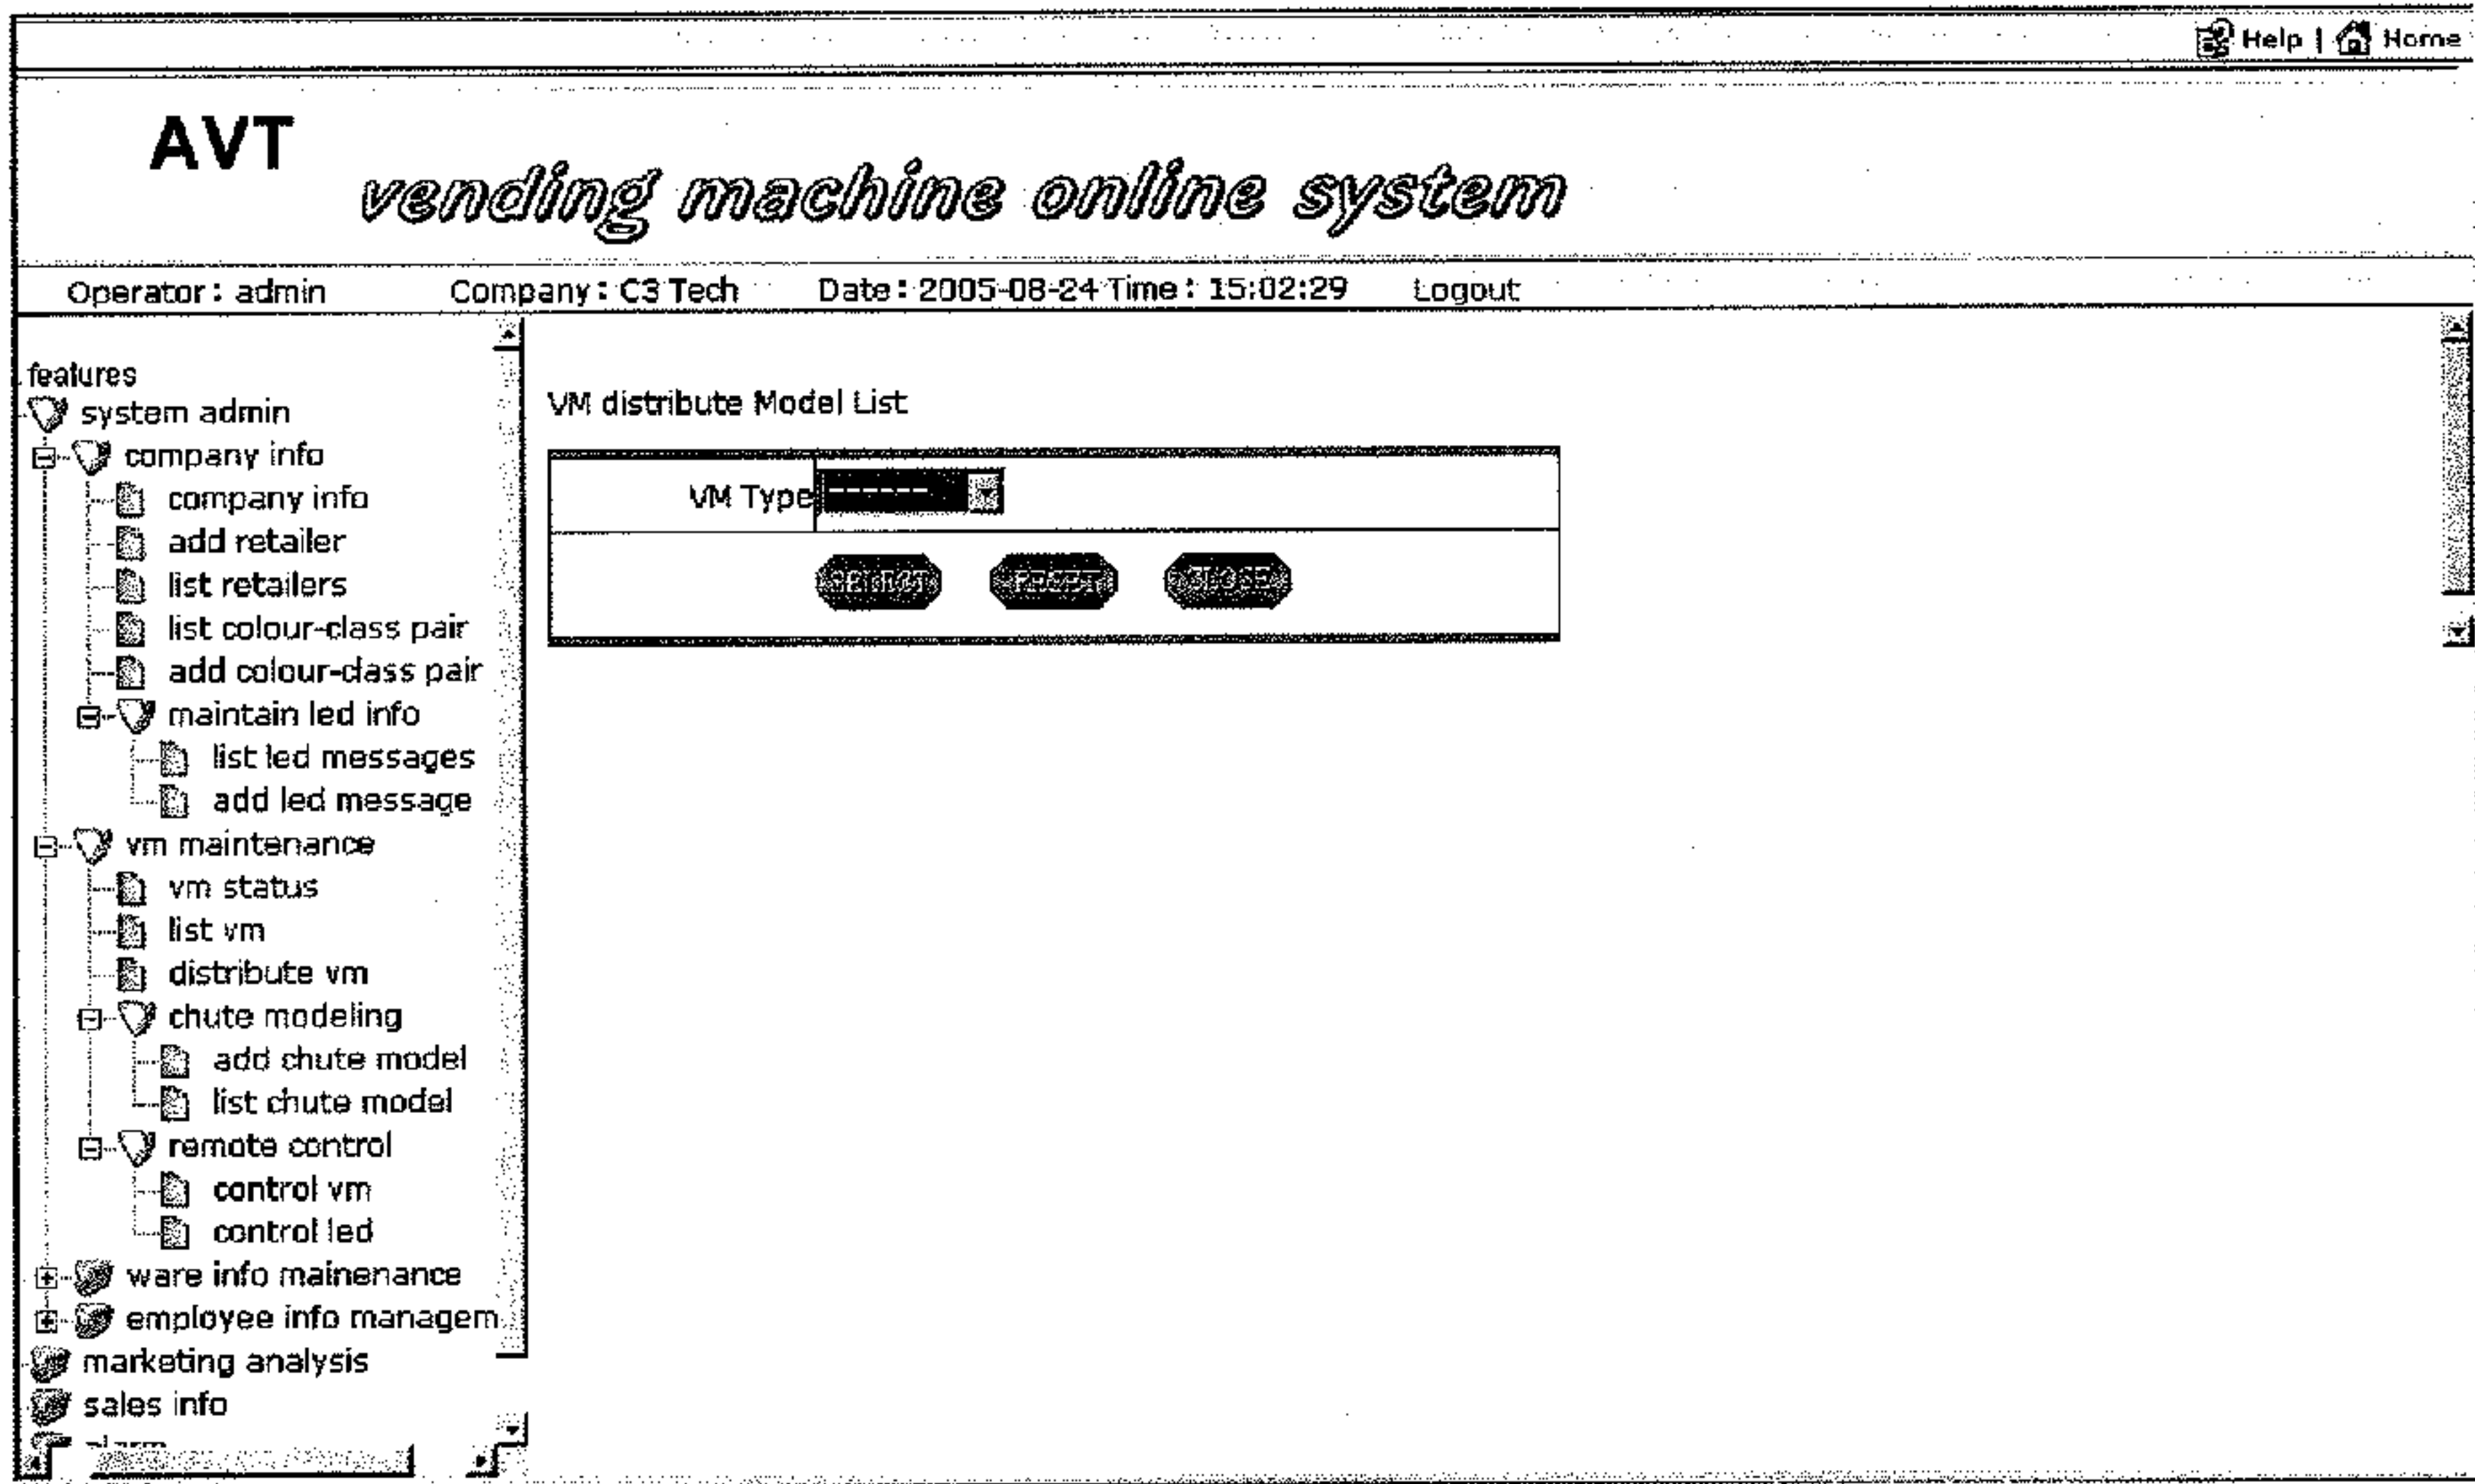 Help | Home
AVT
vending machine online system
Operator: admin Company: C3 Tech Date: 2005-08-24 Time: 15:02:29 Logout
features
system admin
company info
company info
add retailer
list retailers
list colour-class pair
add colour-class pair
maintain led info
list led messages
add led message
vm maintenance
vm status
list vm
distribute vm
chute modeling
add chute model
list chute model
remote control
control vm
control led
ware info mainenance
employee info managem
marketing analysis
sales info
alarm
VM distribute Model List
VM Type -------
RESET CLOSE